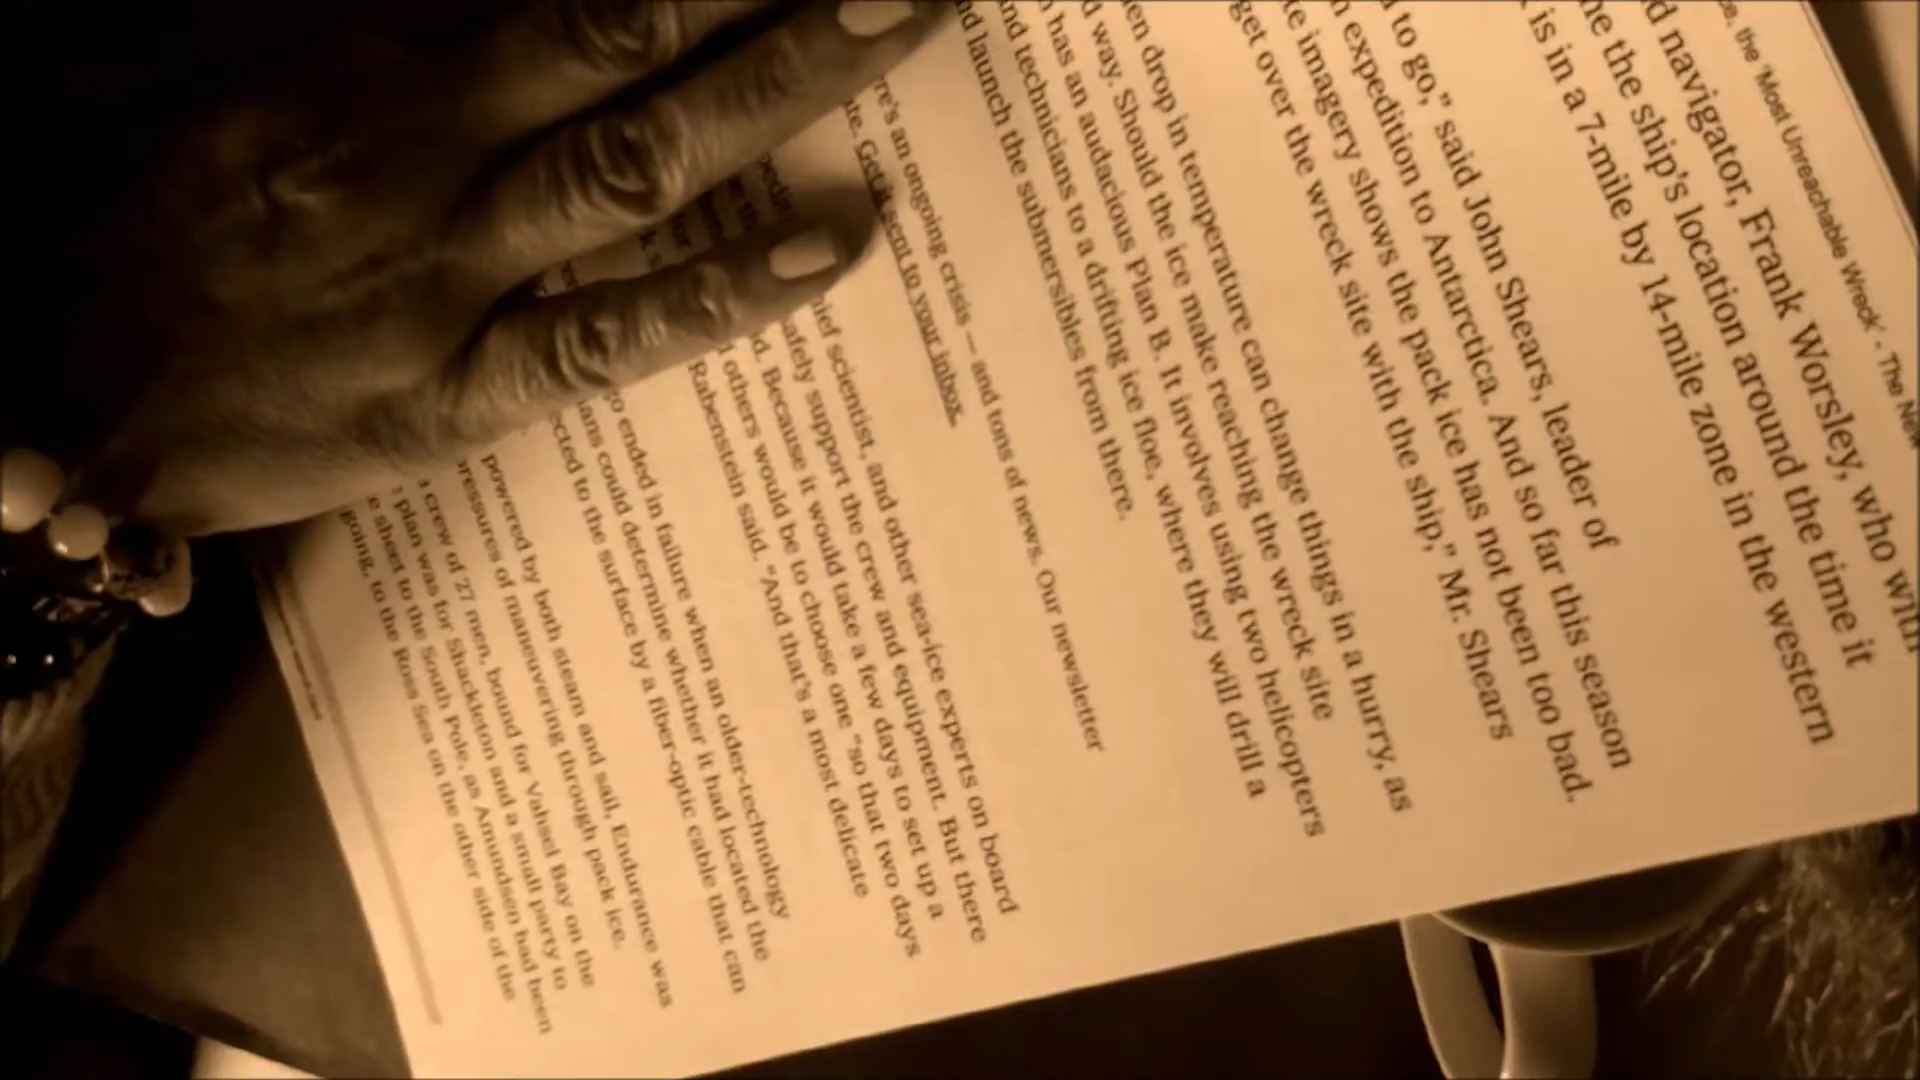 the 'Most Unreachable Wreck' - The New
navigator, Frank Worsley, who with
the ship's location around the time it
is in a 7-mile by 14-mile zone in the western
to go," said John Shears, leader of
expedition to Antarctica. And so far this season
imagery shows the pack ice has not been too bad.
get over the wreck site with the ship," Mr. Shears
drop in temperature can change things in a hurry, as
way. Should the ice make reaching the wreck site
has an audacious Plan B. It involves using two helicopters
and technicians to a drifting ice floe, where they will drill a
launch the submersibles from there.
an ongoing crisis — and tons of news. Our newsletter
Get it sent to your inbox.
scientist, and other sea-ice experts on board
safely support the crew and equipment. But there
Because it would take a few days to set up a
others would be to choose one "so that two days
Rabenstein said. "And that's a most delicate
ended in failure when an older-technology
could determine whether it had located the
to the surface by a fiber-optic cable that can
powered by both steam and sail, Endurance was
pressures of maneuvering through pack ice.
crew of 27 men, bound for Vahsel Bay on the
plan was for Shackleton and a small party to
sheet to the South Pole, as Amundsen had been
going, to the Ross Sea on the other side of the